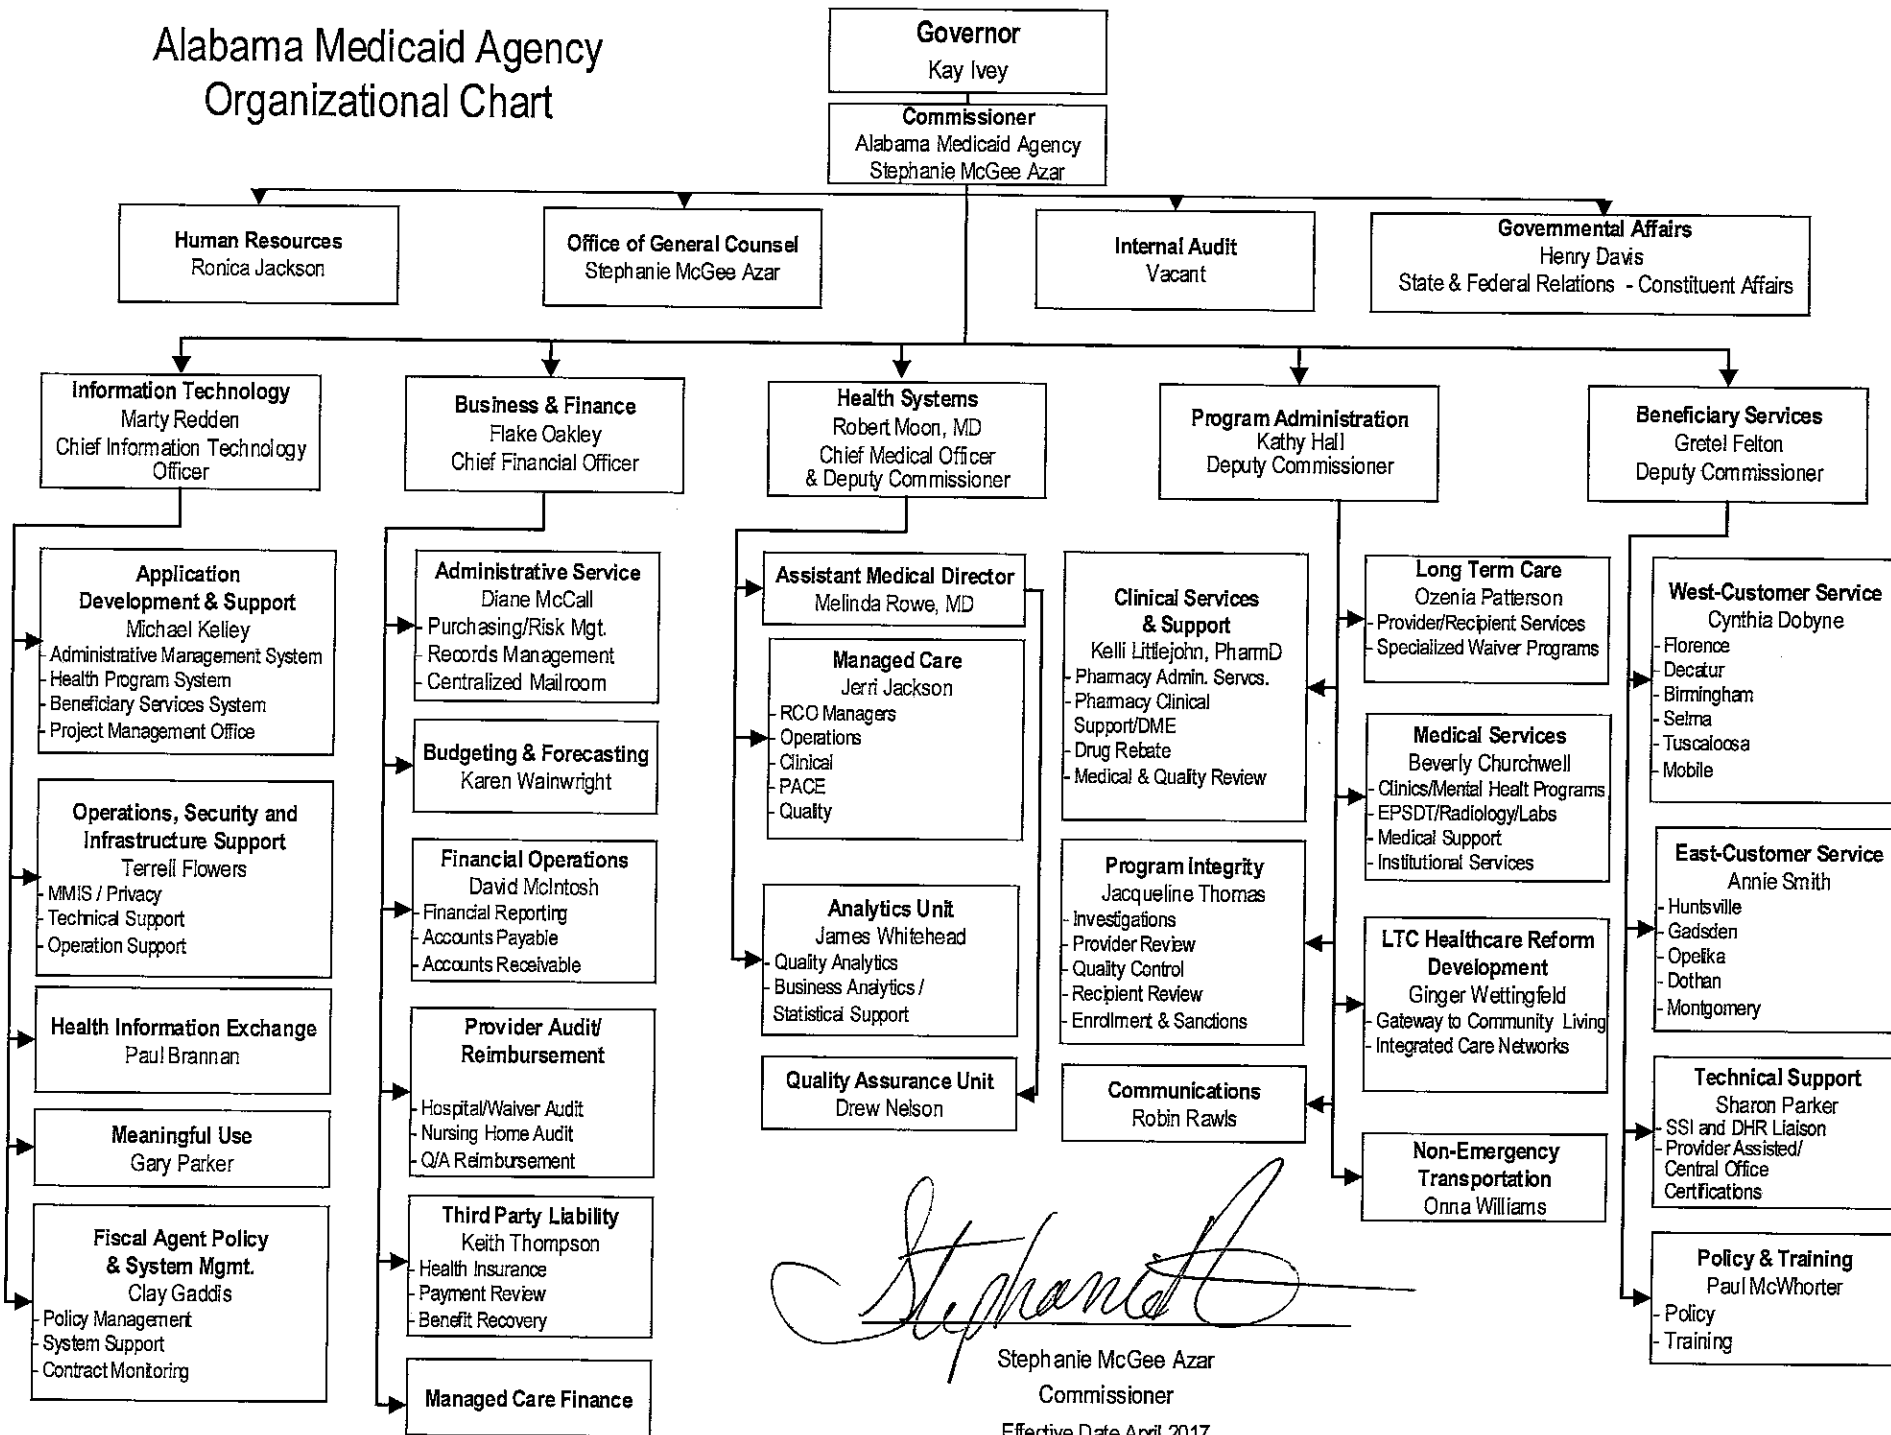 Alabama Medicaid Agency
Organizational Chart
Governor
Kay Ivey
Commissioner
Alabama Medicaid Agency
Stephanie McGee Azar
Human Resources
Ronica Jackson
Office of General Counsel
Stephanie McGee Azar
Internal Audit
Vacant
Governmental Affairs
Henry Davis
State & Federal Relations - Constituent Affairs
Information Technology
Marty Redden
Chief Information Technology
Officer
Business & Finance
Flake Oakley
Chief Financial Officer
Health Systems
Robert Moon, MD
Chief Medical Officer
& Deputy Commissioner
Program Administration
Kathy Hall
Deputy Commissioner
Beneficiary Services
Gretel Felton
Deputy Commissioner
Application
Development & Support
Michael Kelley
- Administrative Management System
- Health Program System
- Beneficiary Services System
- Project Management Office
Operations, Security and
Infrastructure Support
Terrell Flowers
- MMIS / Privacy
- Technical Support
- Operation Support
Health Information Exchange
Paul Brannan
Meaningful Use
Gary Parker
Fiscal Agent Policy
& System Mgmt.
Clay Gaddis
- Policy Management
- System Support
- Contract Monitoring
Administrative Service
Diane McCall
- Purchasing/Risk Mgt.
- Records Management
- Centralized Mailroom
Budgeting & Forecasting
Karen Wainwright
Financial Operations
David McIntosh
- Financial Reporting
- Accounts Payable
- Accounts Receivable
Provider Audit/
Reimbursement
- Hospital/Waiver Audit
- Nursing Home Audit
- Q/A Reimbursement
Third Party Liability
Keith Thompson
- Health Insurance
- Payment Review
- Benefit Recovery
Managed Care Finance
Assistant Medical Director
Melinda Rowe, MD
Managed Care
Jerri Jackson
- RCO Managers
- Operations
- Clinical
- PACE
- Quality
Analytics Unit
James Whitehead
- Quality Analytics
- Business Analytics /
Statistical Support
Quality Assurance Unit
Drew Nelson
Clinical Services
& Support
Kelli Littlejohn, PharmD
- Pharmacy Admin. Servcs.
- Pharmacy Clinical
Support/DME
- Drug Rebate
- Medical & Quality Review
Program Integrity
Jacqueline Thomas
- Investigations
- Provider Review
- Quality Control
- Recipient Review
- Enrollment & Sanctions
Communications
Robin Rawls
Long Term Care
Ozenia Patterson
- Provider/Recipient Services
- Specialized Waiver Programs
Medical Services
Beverly Churchwell
- Clinics/Mental Healt Programs
- EPSDT/Radiology/Labs
- Medical Support
- Institutional Services
LTC Healthcare Reform
Development
Ginger Wettingfeld
- Gateway to Community Living
- Integrated Care Networks
Non-Emergency
Transportation
Onna Williams
West-Customer Service
Cynthia Dobyne
- Florence
- Decatur
- Birmingham
- Selma
- Tuscaloosa
- Mobile
East-Customer Service
Annie Smith
- Huntsville
- Gadsden
- Opelika
- Dothan
- Montgomery
Technical Support
Sharon Parker
- SSI and DHR Liaison
- Provider Assisted/
Central Office
Certifications
Policy & Training
Paul McWhorter
- Policy
- Training
Stephanie McGee Azar
Commissioner
Effective Date April 2017